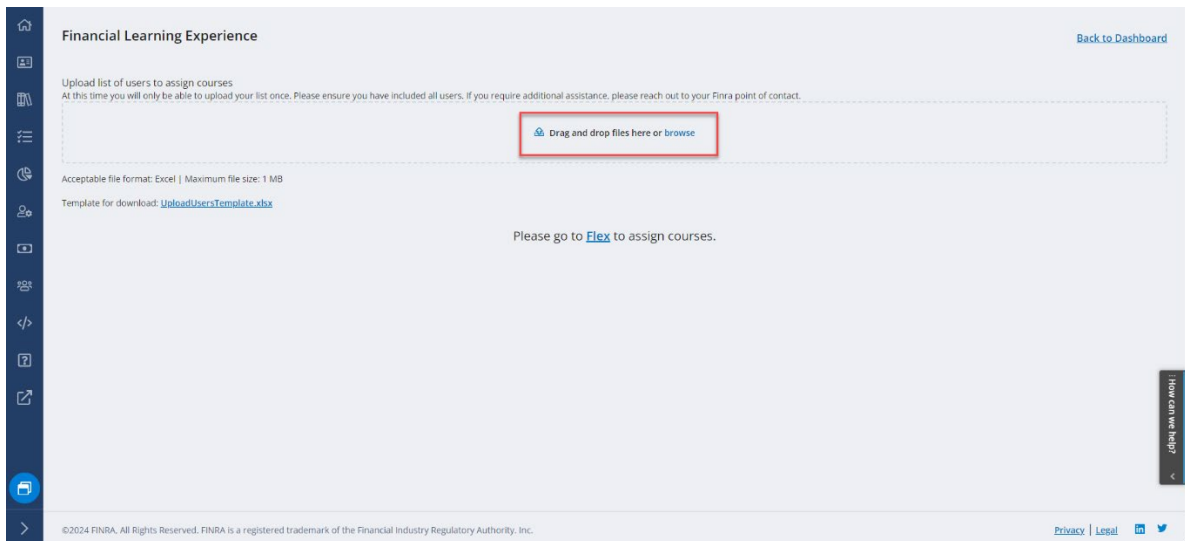 Financial Learning Experience
Back to Dashboard
Upload list of users to assign courses
At this time you will only be able to upload your list once. Please ensure you have included all users. If you require additional assistance, please reach out to your Finra point of contact.
Drag and drop files here or browse
Acceptable file format: Excel | Maximum file size: 1 MB
Template for download: UploadUsersTemplate.xlsx
Please go to Flex to assign courses.
How can we help?
©2024 FINRA. All Rights Reserved. FINRA is a registered trademark of the Financial Industry Regulatory Authority. Inc.
Privacy | Legal